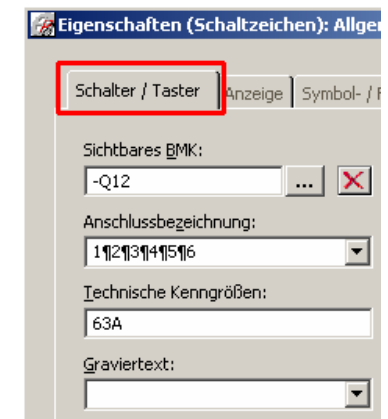 Eigenschaften (Schaltzeichen): Allger
Schalter / Taster Anzeige Symbol- / F
Sichtbares BMK:
-Q12 ...
Anschlussbezeichnung:
1¶2¶3¶4¶5¶6
Technische Kenngrößen:
63A
Graviertext: